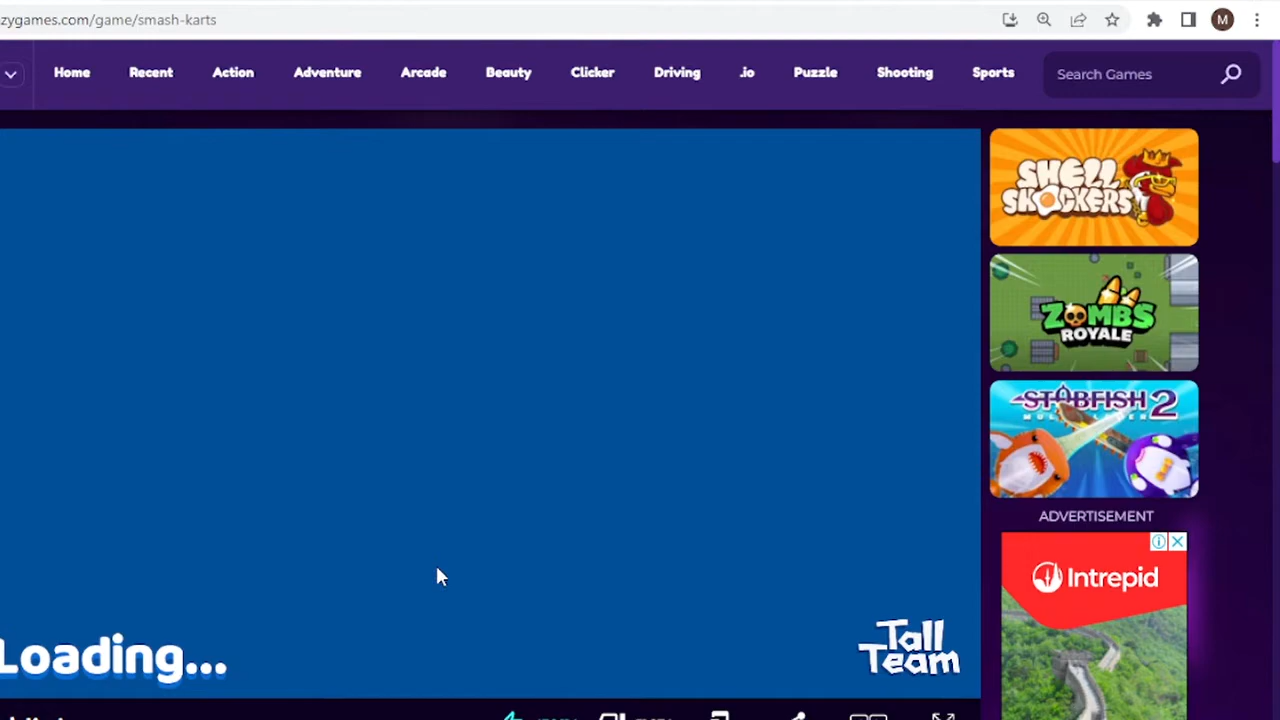 zygames.com/game/smash-karts
M
Home Recent Action Adventure Arcade Beauty Clicker Driving .io Puzzle Shooting Sports Search Games
SHELL
SHOCKERS
ZOMBS
ROYALE
STABFISH 2
ADVERTISEMENT
Intrepid
Loading...
Tall
Team